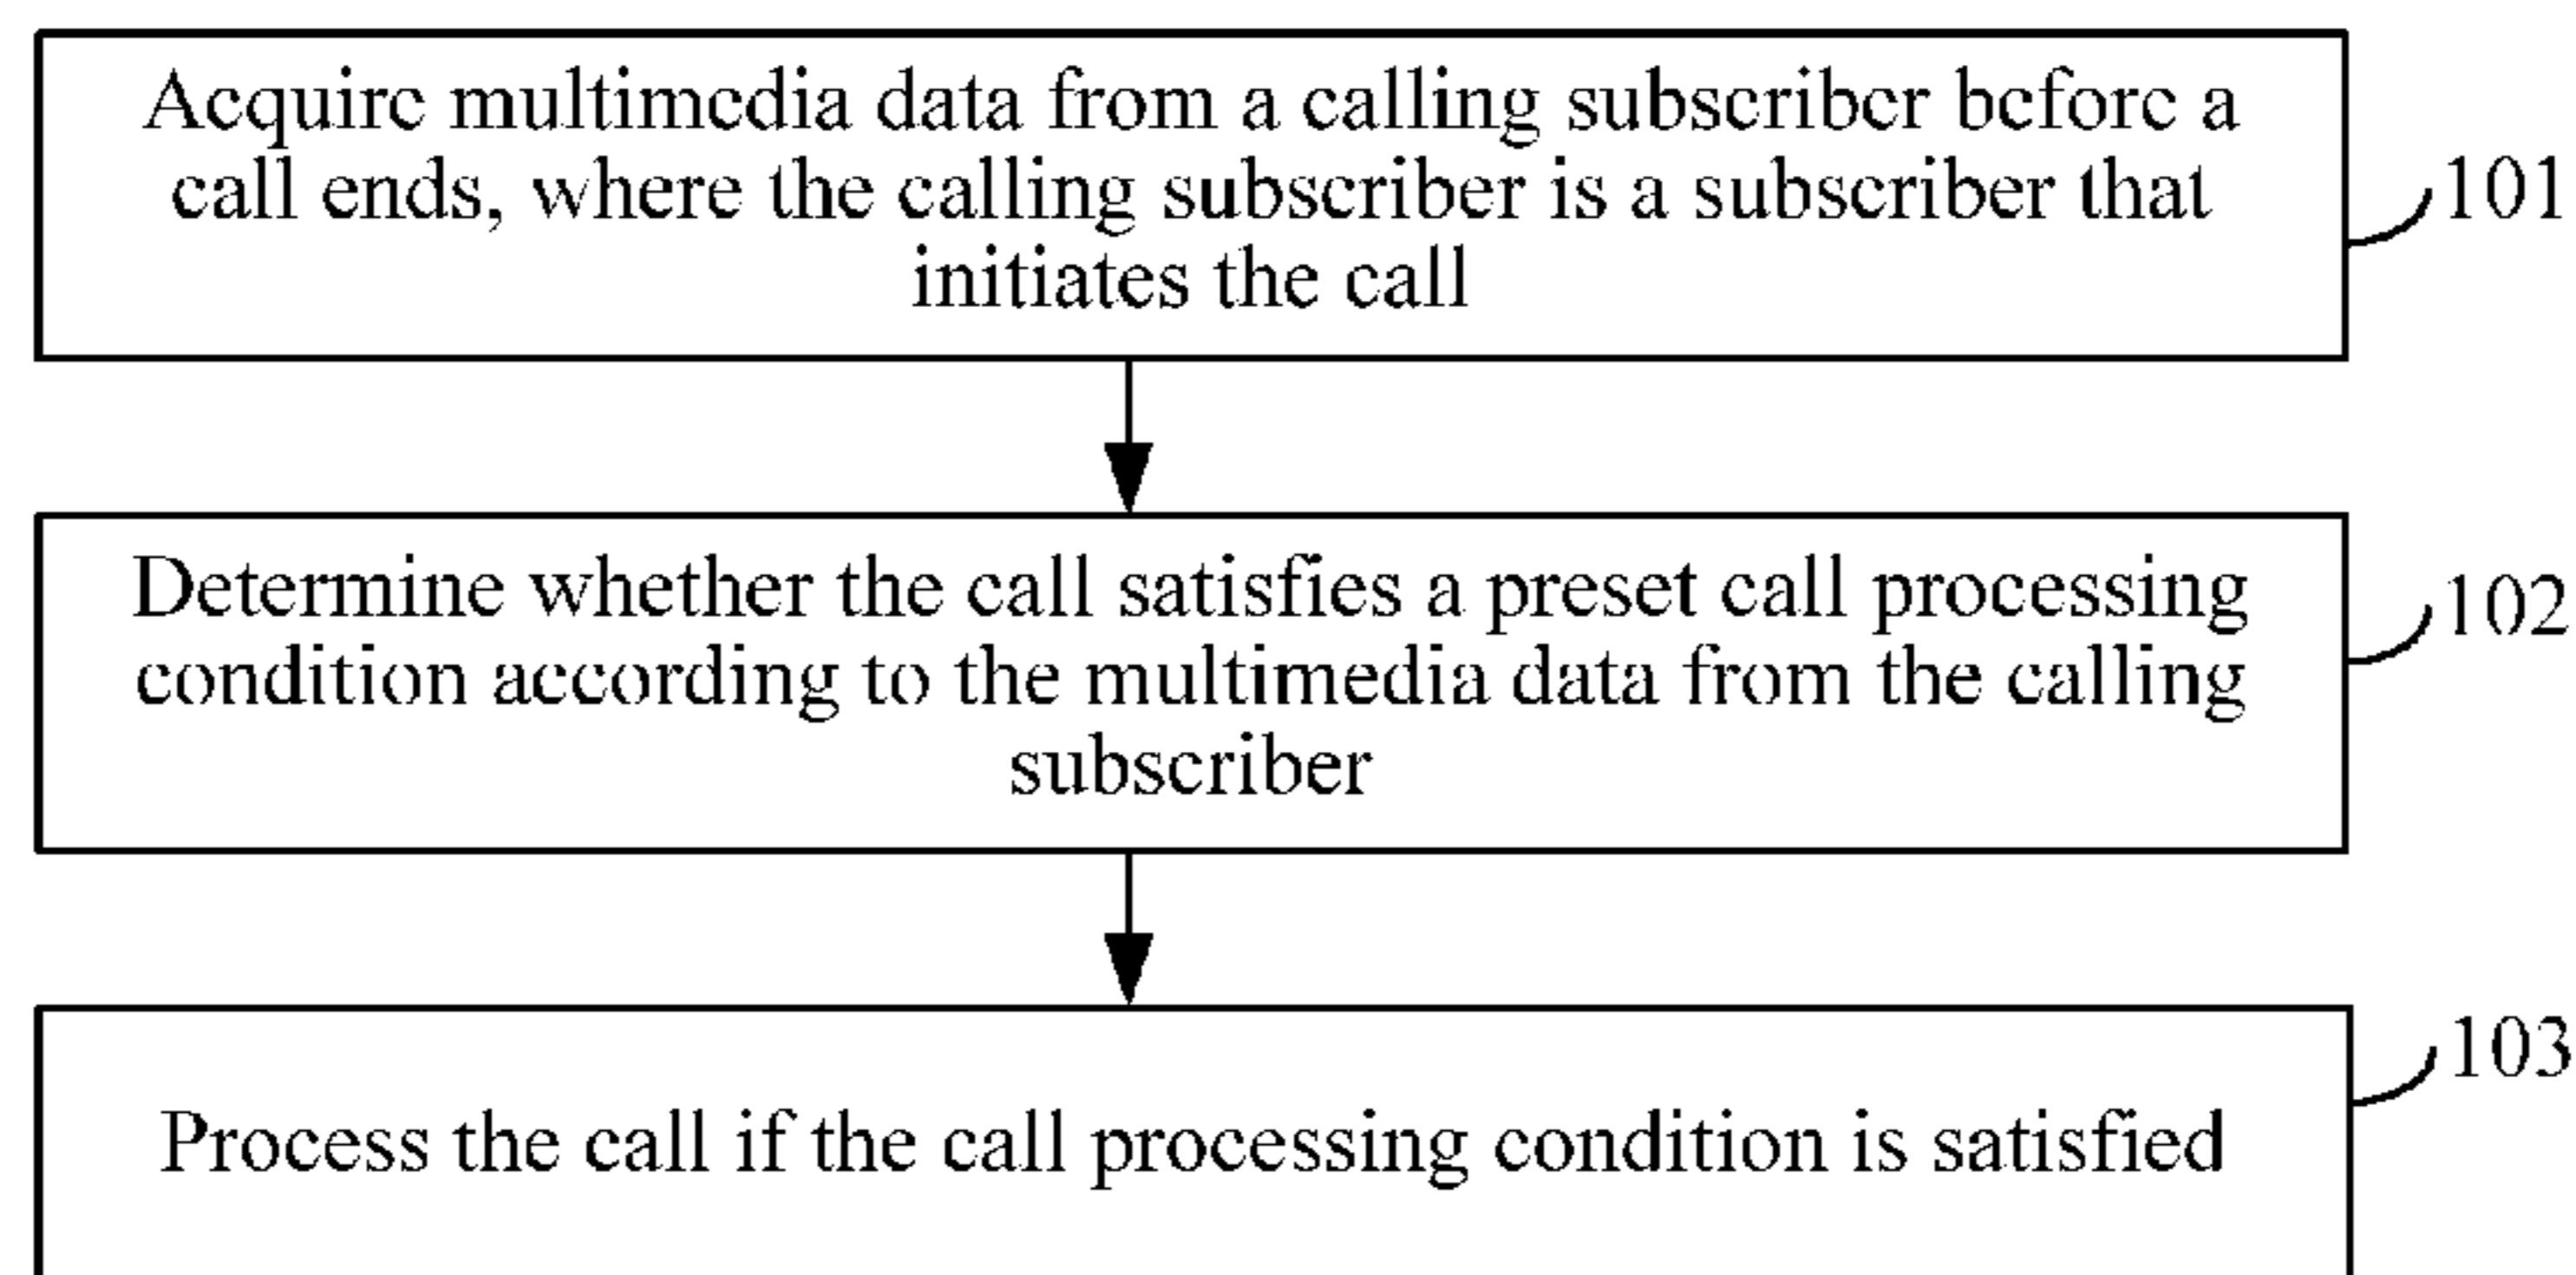 Acquire multimedia data from a calling subscriber before a
call ends, where the calling subscriber is a subscriber that
initiates the call
101
Determine whether the call satisfies a preset call processing
condition according to the multimedia data from the calling
subscriber
102
Process the call if the call processing condition is satisfied
103